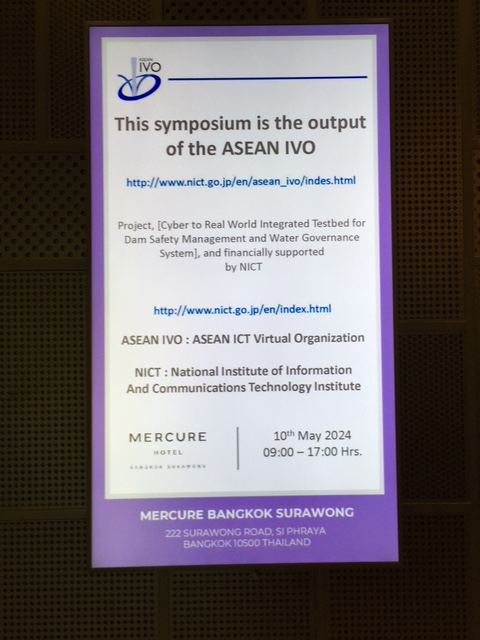 ASEAN
IVO
This symposium is the output
of the ASEAN IVO
http://www.nict.go.jp/en/asean_ivo/indes.html
Project, [Cyber to Real World Integrated Testbed for
Dam Safety Management and Water Governance
System], and financially supported
by NICT
http://www.nict.go.jp/en/index.html
ASEAN IVO : ASEAN ICT Virtual Organization
NICT : National Institute of Information
And Communications Technology Institute
MERCURE
HOTEL
BANGKOK SURAWONG
10th May 2024
09:00 – 17:00 Hrs.
MERCURE BANGKOK SURAWONG
222 SURAWONG ROAD, SI PHRAYA
BANGKOK 10500 THAILAND